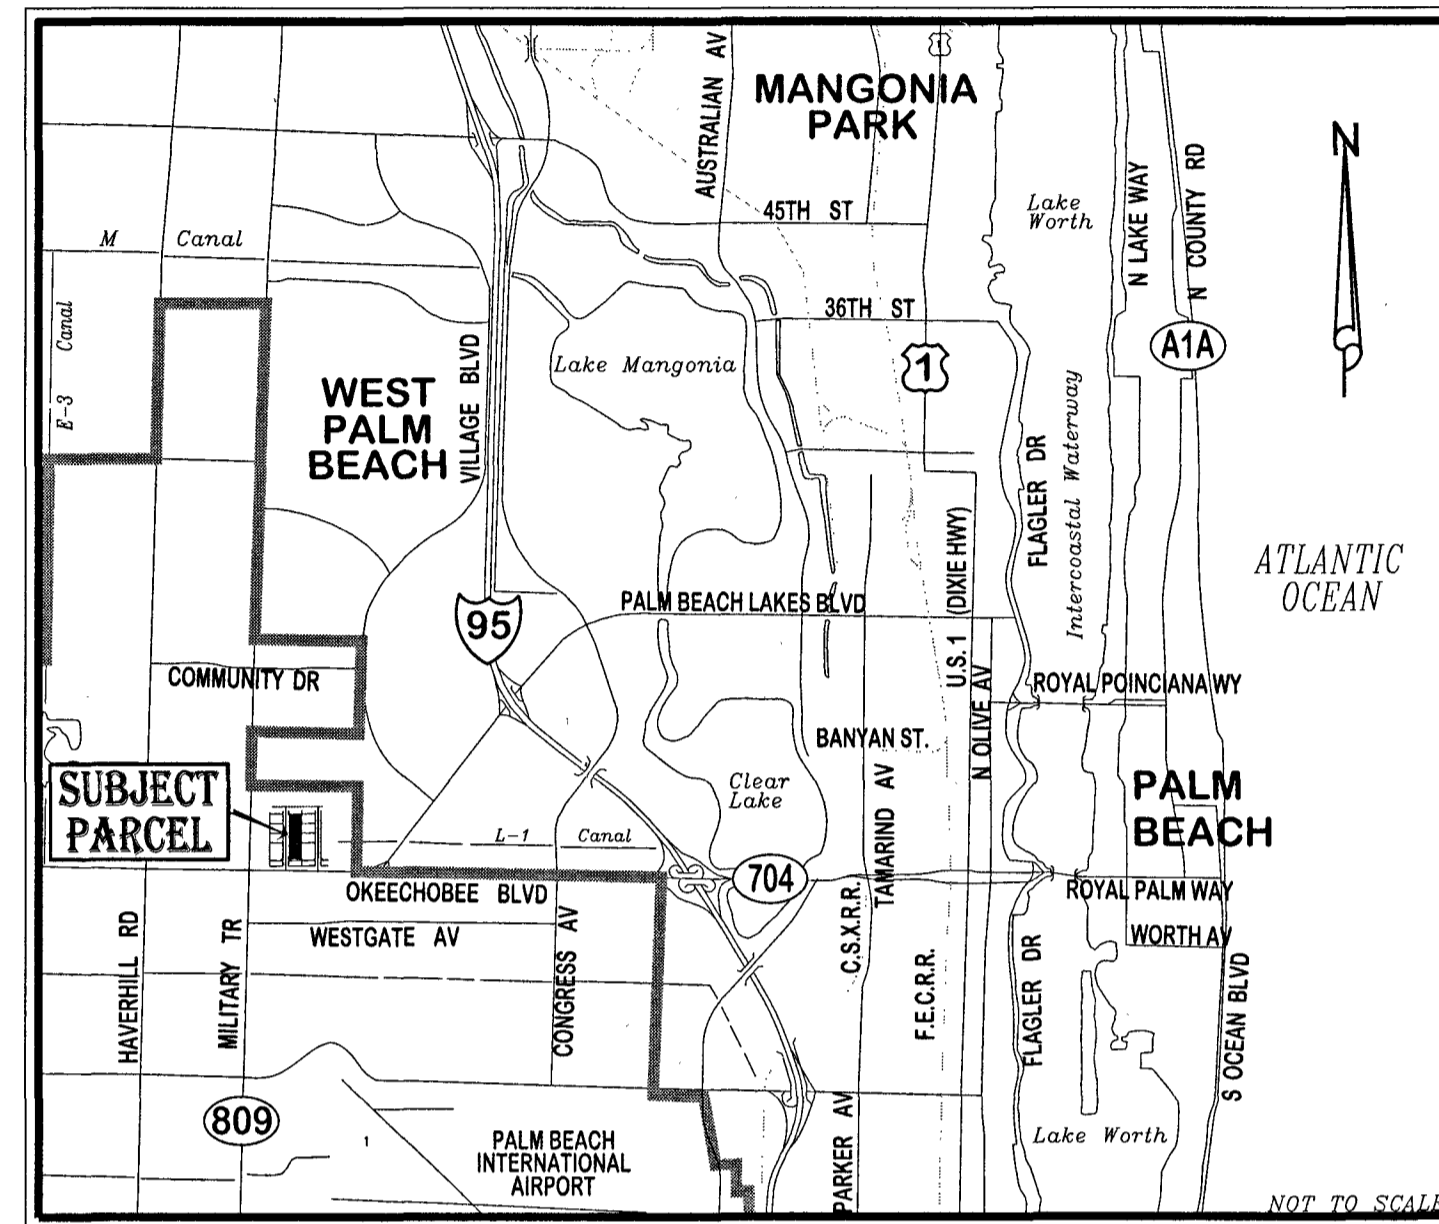 1
AUSTRALIAN AV
MANGONIA
PARK
N
Lake
Worth
N LAKE WAY
N COUNTY RD
45TH ST
M Canal
E-3 Canal
36TH ST
A1A
1
Lake Mangonia
VILLAGE BLVD
WEST
PALM
BEACH
FLAGLER DR
Intercoastal Waterway
ATLANTIC
OCEAN
U.S. 1 (DIXIE HWY)
PALM BEACH LAKES BLVD
95
COMMUNITY DR
ROYAL POINCIANA WY
N OLIVE AV
BANYAN ST.
SUBJECT
PARCEL
Clear
Lake
TAMARIND AV
PALM
BEACH
L-1 Canal
704
OKEECHOBEE BLVD
ROYAL PALM WAY
WESTGATE AV
WORTH AV
HAVERHILL RD
MILITARY TR
CONGRESS AV
C.S.X.R.R.
F.E.C.R.R.
FLAGLER DR
S OCEAN BLVD
809
1
PALM BEACH
INTERNATIONAL
AIRPORT
PARKER AV
Lake Worth
NOT TO SCALE